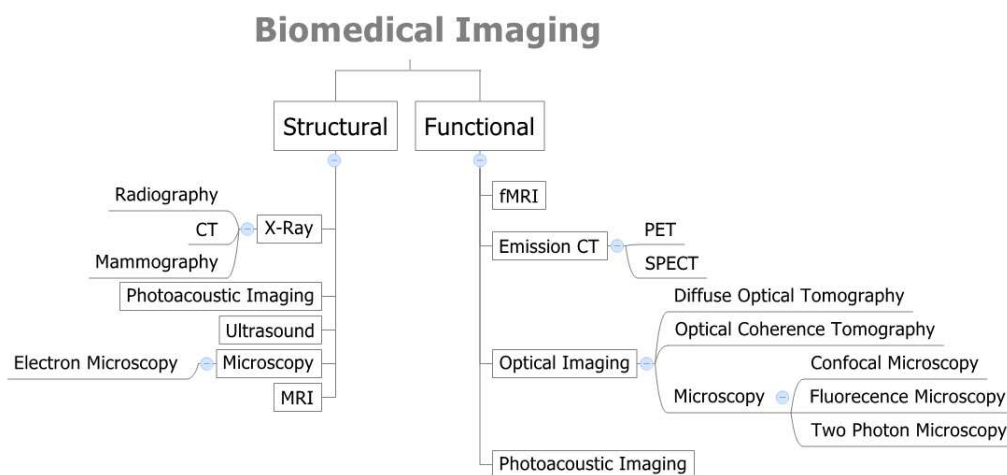 Biomedical Imaging
Structural
Functional
Radiography
CT
Mammography
X-Ray
Photoacoustic Imaging
Ultrasound
Electron Microscopy
Microscopy
MRI
fMRI
Emission CT
PET
SPECT
Optical Imaging
Diffuse Optical Tomography
Optical Coherence Tomography
Microscopy
Confocal Microscopy
Fluorecence Microscopy
Two Photon Microscopy
Photoacoustic Imaging